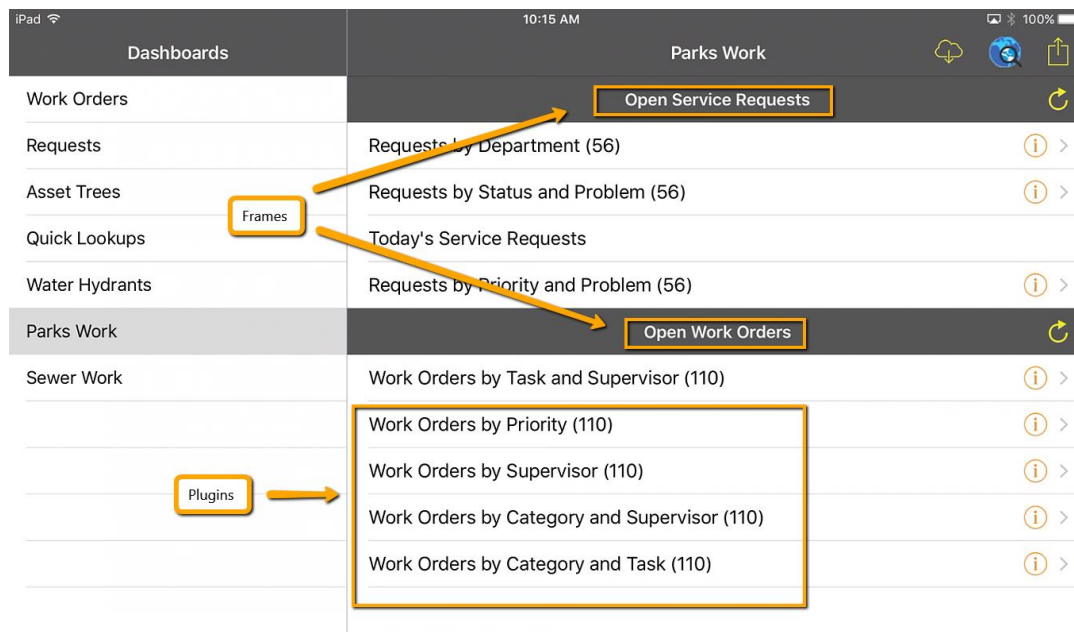 iPad 10:15 AM 100%
Dashboards
Parks Work
Work Orders
Open Service Requests
Requests
Requests by Department (56)
Asset Trees
Requests by Status and Problem (56)
Frames
Quick Lookups
Today's Service Requests
Water Hydrants
Requests by Priority and Problem (56)
Parks Work
Open Work Orders
Sewer Work
Work Orders by Task and Supervisor (110)
Work Orders by Priority (110)
Work Orders by Supervisor (110)
Plugins
Work Orders by Category and Supervisor (110)
Work Orders by Category and Task (110)